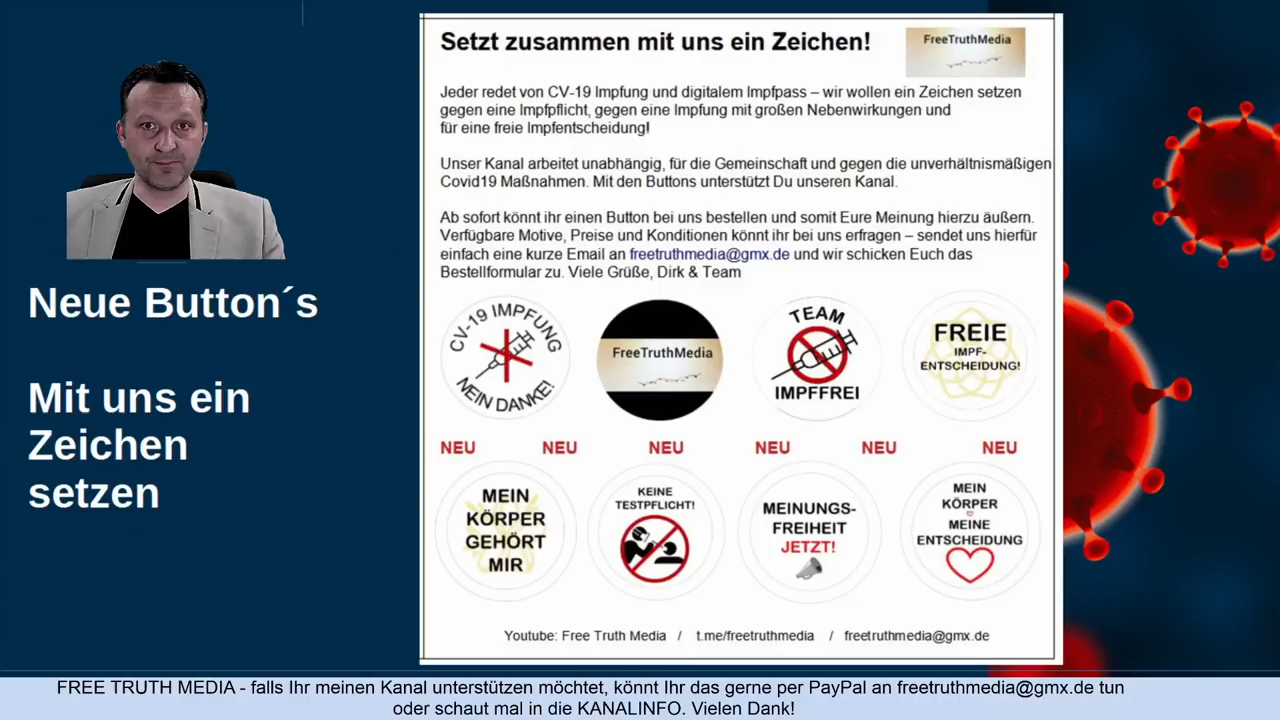 Setzt zusammen mit uns ein Zeichen!
FreeTruthMedia
Jeder redet von CV-19 Impfung und digitalem Impfpass – wir wollen ein Zeichen setzen
gegen eine Impfpflicht, gegen eine Impfung mit großen Nebenwirkungen und
für eine freie Impfentscheidung!
Unser Kanal arbeitet unabhängig, für die Gemeinschaft und gegen die unverhältnismäßigen
Covid19 Maßnahmen. Mit den Buttons unterstützt Du unseren Kanal.
Ab sofort könnt ihr einen Button bei uns bestellen und somit Eure Meinung hierzu äußern.
Verfügbare Motive, Preise und Konditionen könnt ihr bei uns erfragen – sendet uns hierfür
einfach eine kurze Email an freetruthmedia@gmx.de und wir schicken Euch das
Bestellformular zu. Viele Grüße, Dirk & Team
Neue Button´s
Mit uns ein
Zeichen
setzen
CV-19 IMPFUNG
NEIN DANKE!
FreeTruthMedia
TEAM
IMPFFREI
FREIE
IMPF-
ENTSCHEIDUNG!
NEU NEU NEU NEU NEU NEU
MEIN
KÖRPER
GEHÖRT
MIR
KEINE
TESTPFLICHT!
MEINUNGS-
FREIHEIT
JETZT!
MEIN
KÖRPER
MEINE
ENTSCHEIDUNG
Youtube: Free Truth Media / t.me/freetruthmedia / freetruthmedia@gmx.de
FREE TRUTH MEDIA - falls Ihr meinen Kanal unterstützen möchtet, könnt Ihr das gerne per PayPal an freetruthmedia@gmx.de tun
oder schaut mal in die KANALINFO. Vielen Dank!